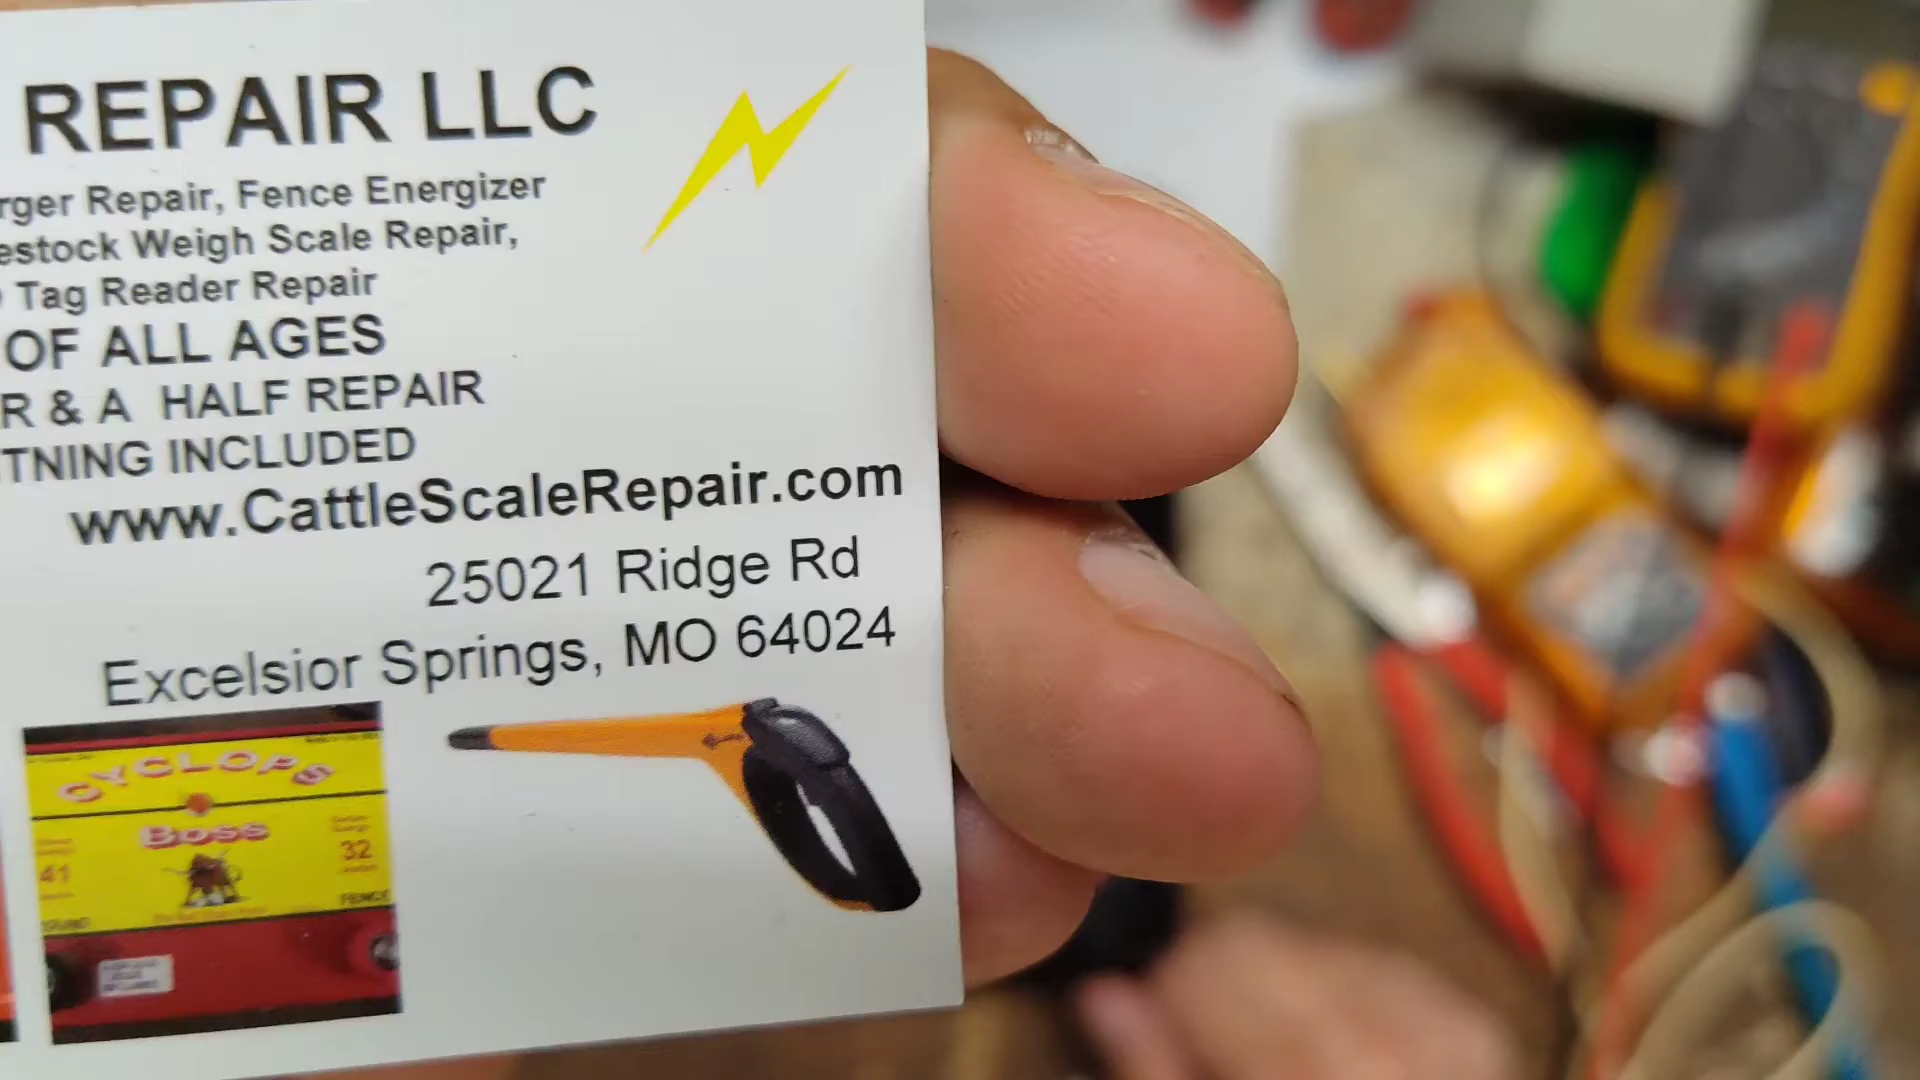 REPAIR LLC
rger Repair, Fence Energizer
estock Weigh Scale Repair,
Tag Reader Repair
OF ALL AGES
R & A HALF REPAIR
TNING INCLUDED
www.CattleScaleRepair.com
25021 Ridge Rd
Excelsior Springs, MO 64024
CYCLOPS
BOSS
41
32
FENCE